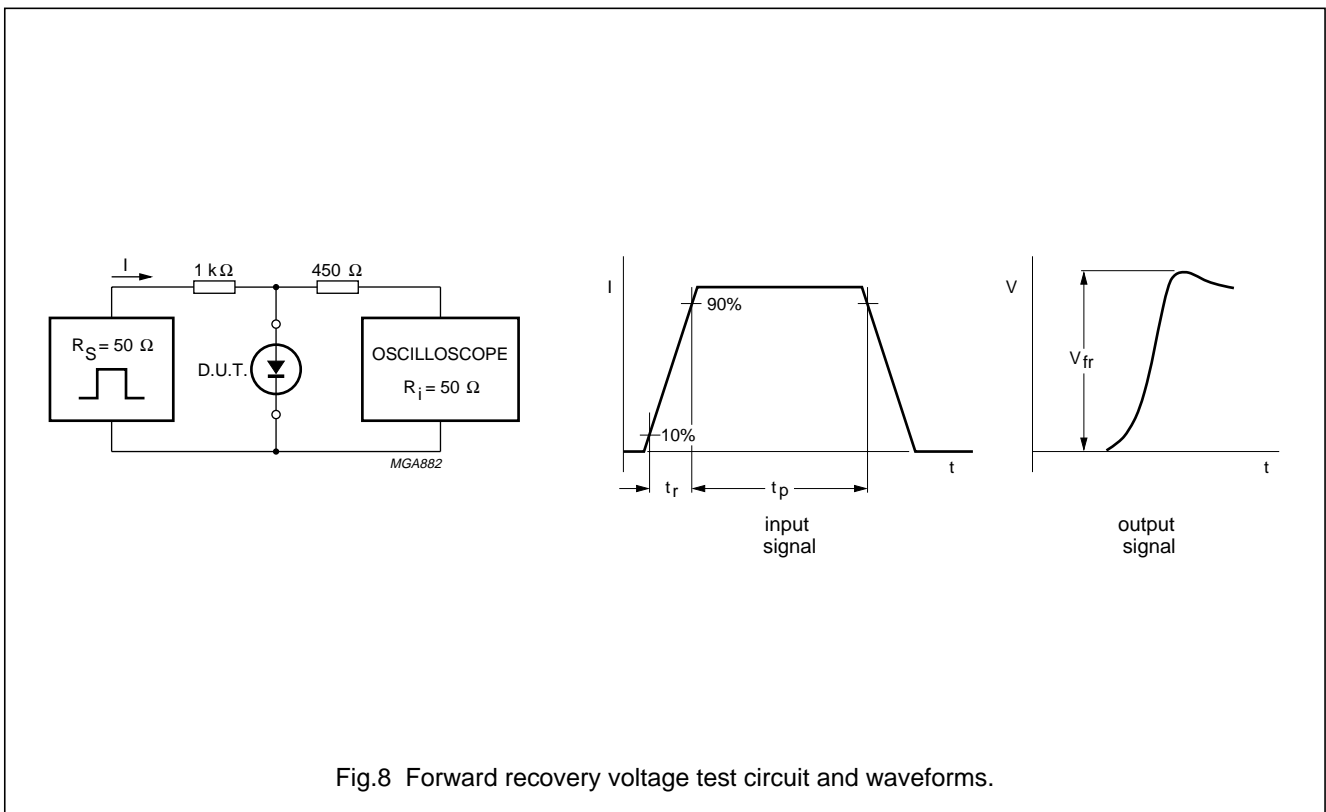 I
1 kΩ
450 Ω
R_S = 50 Ω
D.U.T.
OSCILLOSCOPE
R_i = 50 Ω
MGA882
I
90%
10%
t
t_r
t_p
input
signal
V
V_fr
t
output
signal
Fig.8 Forward recovery voltage test circuit and waveforms.